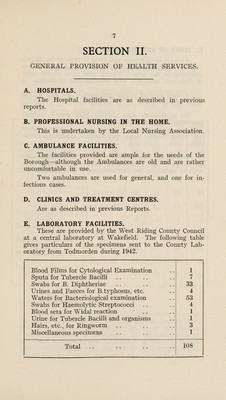 7
SECTION II.
GENERAL PROVISION OF HEALTH SERVICES.
A. HOSPITALS.
The Hospital facilities are as described in previous
reports.
B. PROFESSIONAL NURSING IN THE HOME.
This is undertaken by the Local Nursing Association.
C. AMBULANCE FACILITIES.
The facilities provided are ample for the needs of the
Borough—although the Ambulances are old and are rather
uncomfortable in use.
Two ambulances are used for general, and one for in-
fectious cases.
D. CLINICS AND TREATMENT CENTRES.
Are as described in previous Reports.
E. LABORATORY FACILITIES.
These are provided by the West Riding County Council
at a central laboratory at Wakefield. The following table
gives particulars of the specimens sent to the County Lab-
oratory from Todmorden during 1942.
Blood Films for Cytological Examination .. 1
Sputa for Tubercle Bacilli .. .. .. 7
Swabs for B. Diphtheriae .. .. .. 33
Urines and Faeces for B.typhosus, etc. .. 4
Waters for Bacteriological examination .. 53
Swabs for Haemolytic Streptococci .. .. 4
Blood sera for Widal reaction .. .. 1
Urine for Tubercle Bacilli and organisms .. 1
Hairs, etc., for Ringworm .. .. .. 3
Miscellaneous specimens .. .. .. 1
Total .. .. .. .. 108